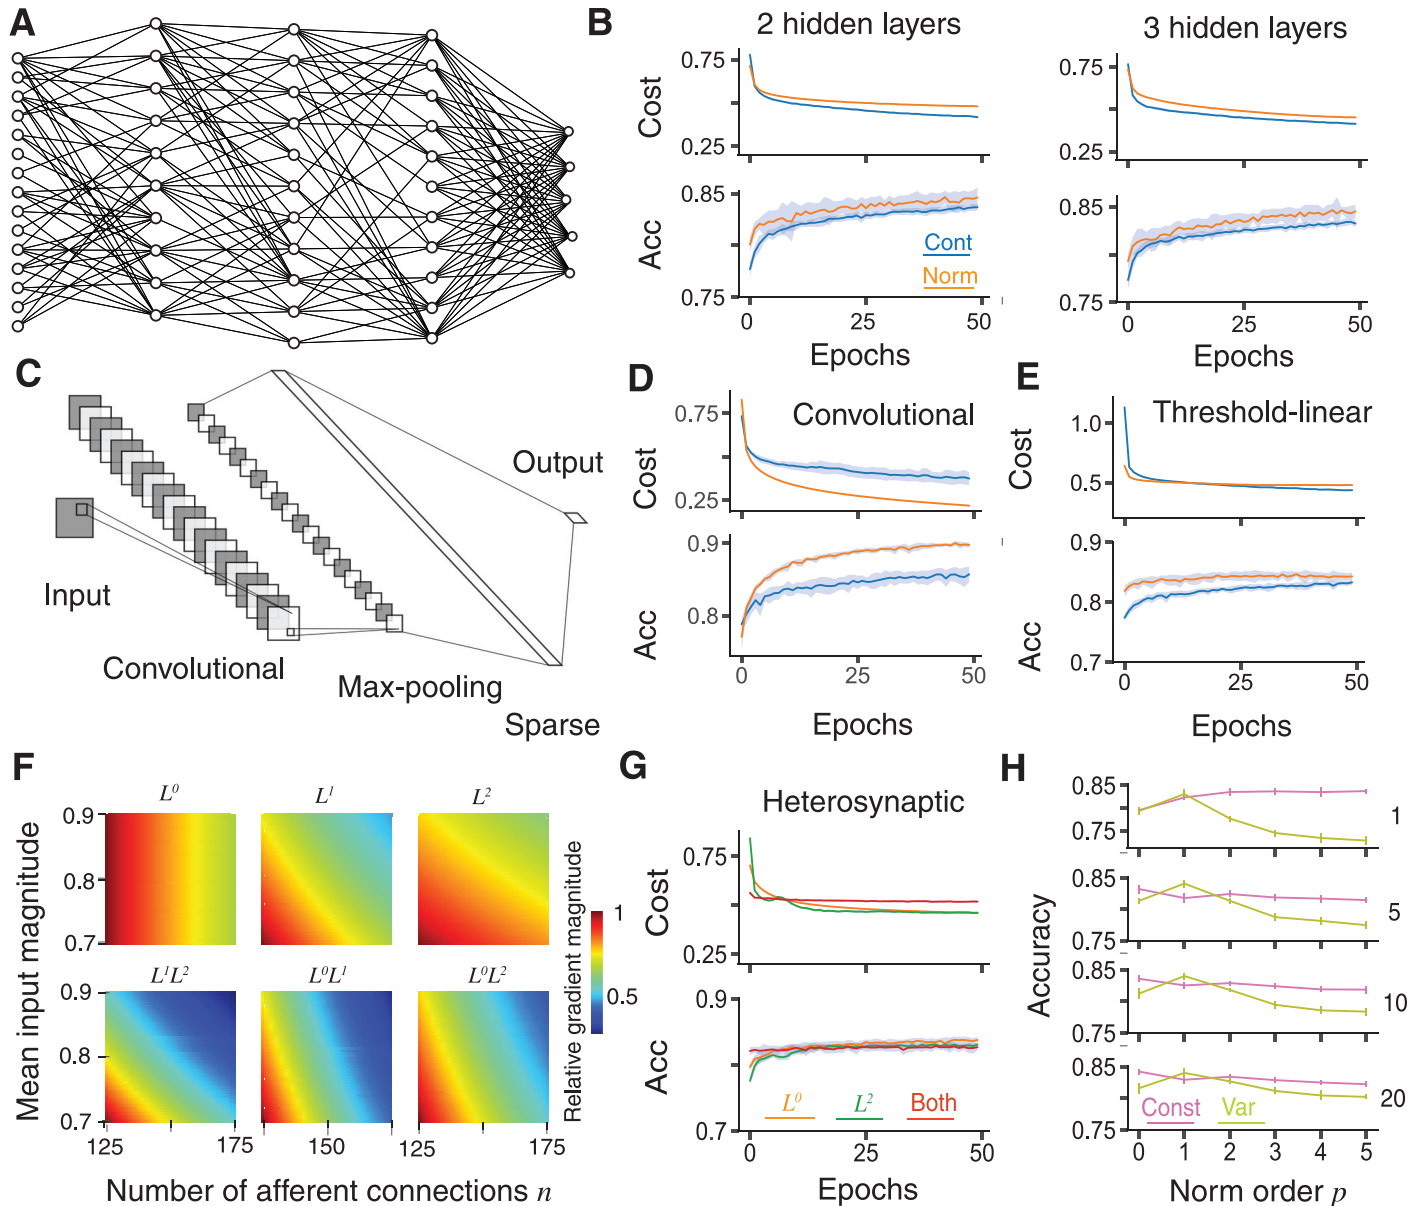 A
B
2 hidden layers
3 hidden layers
Cost
0.75
0.25
0.75
0.25
Acc
0.85
0.75
0.85
0.75
Cont
Norm
0
25
50
0
25
50
Epochs
Epochs
C
Input
Convolutional
Max-pooling
Sparse
Output
D
Convolutional
Cost
0.75
0.25
Acc
0.9
0.8
0
25
50
Epochs
E
Threshold-linear
Cost
1.0
0.5
Acc
0.9
0.8
0.7
0
25
50
Epochs
F
L⁰
L¹
L²
Mean input magnitude
0.9
0.8
0.7
L¹L²
L⁰L¹
L⁰L²
0.9
0.8
0.7
125
175
150
125
175
Number of afferent connections n
Relative gradient magnitude
1
0.5
G
Heterosynaptic
Cost
0.75
0.25
Acc
0.9
0.7
L⁰
L²
Both
0
25
50
Epochs
H
Accuracy
0.85
0.75
1
0.85
0.75
5
0.85
0.75
10
0.85
0.75
20
Const
Var
0
1
2
3
4
5
Norm order p